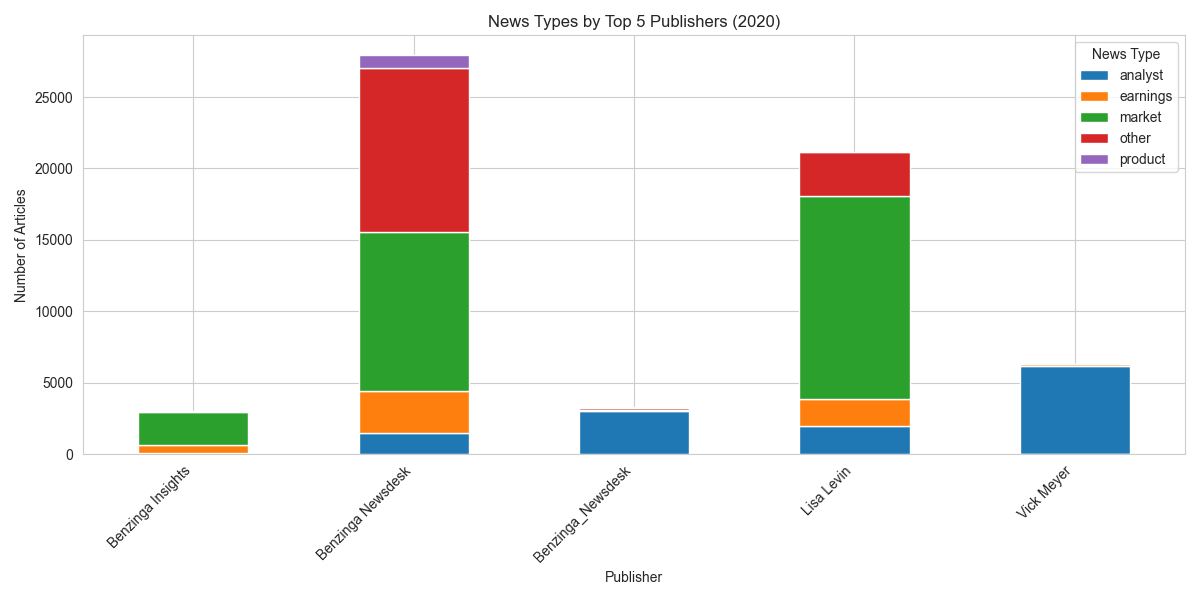 News Types by Top 5 Publishers (2020)
News Type
analyst
earnings
market
other
product
Number of Articles
25000
20000
15000
10000
5000
0
Benzinga Insights
Benzinga Newsdesk
Benzinga_Newsdesk
Lisa Levin
Vick Meyer
Publisher